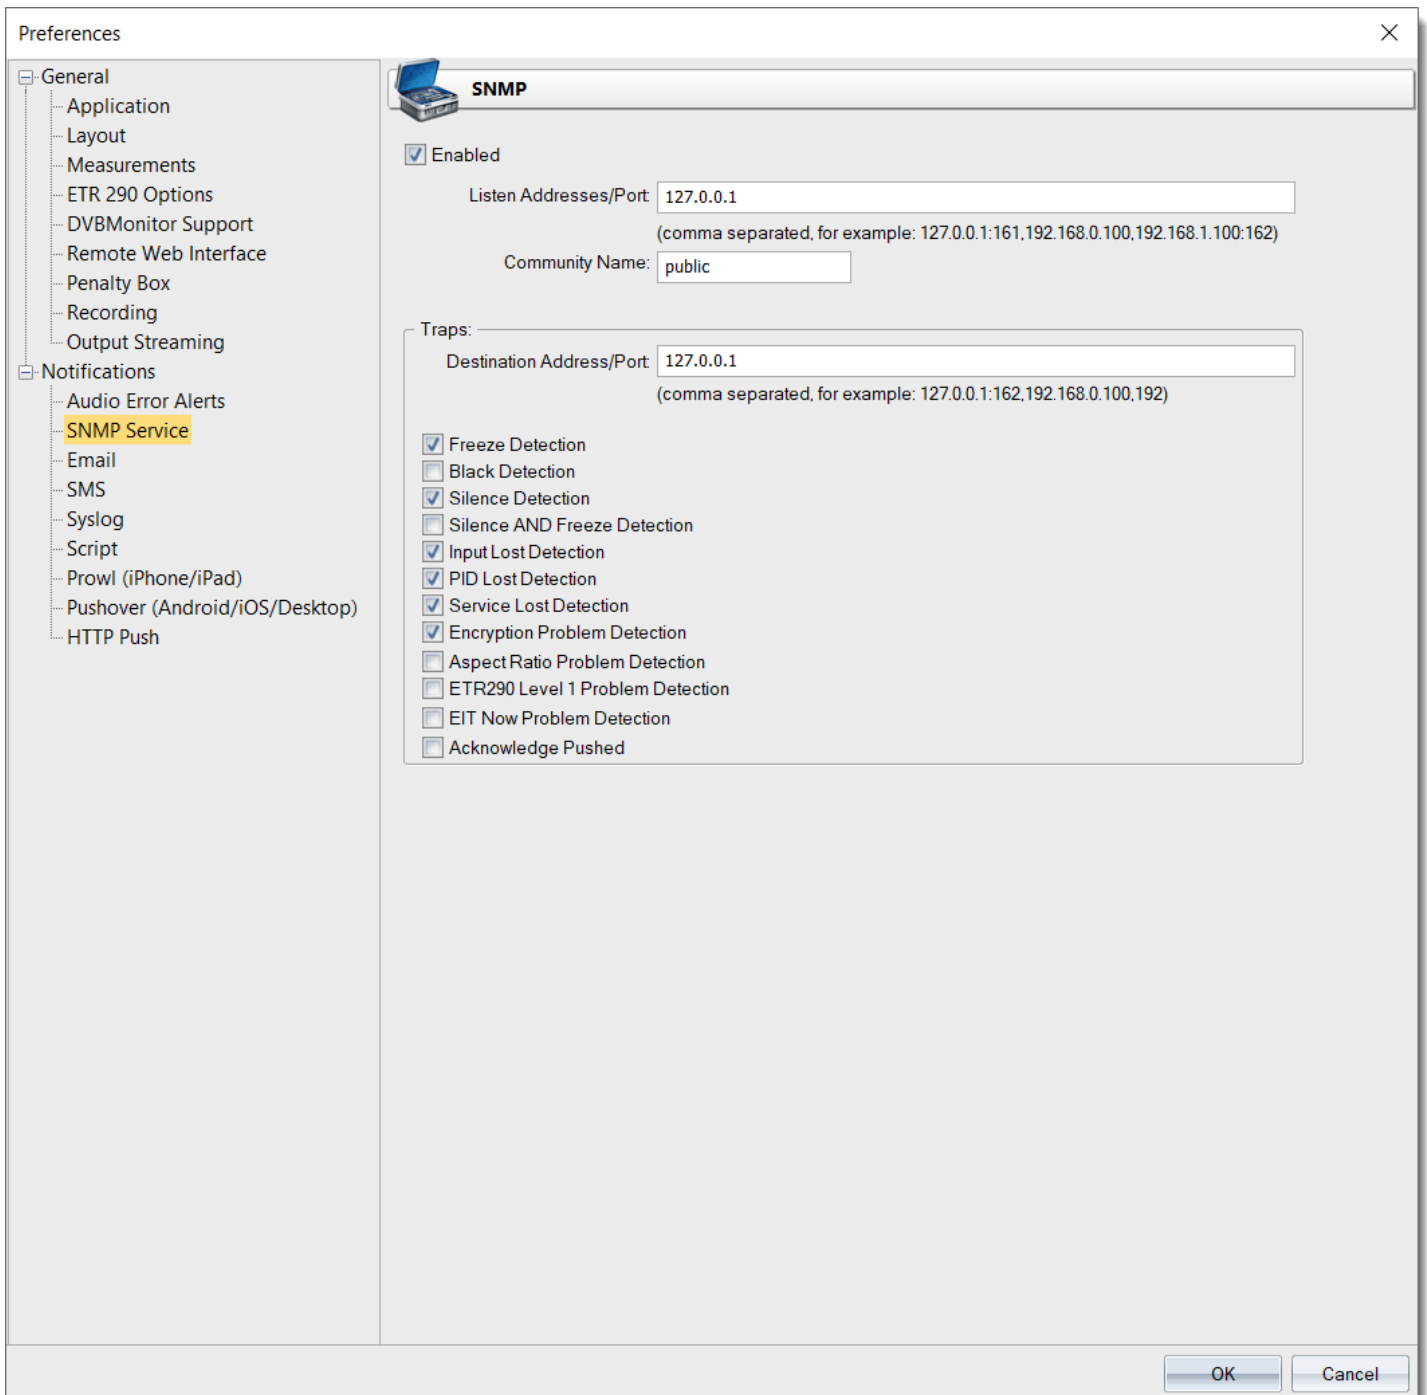 Preferences
General
Application
Layout
Measurements
ETR 290 Options
DVBMonitor Support
Remote Web Interface
Penalty Box
Recording
Output Streaming
Notifications
Audio Error Alerts
SNMP Service
Email
SMS
Syslog
Script
Prowl (iPhone/iPad)
Pushover (Android/iOS/Desktop)
HTTP Push
SNMP
Enabled
Listen Addresses/Port: 127.0.0.1
(comma separated, for example: 127.0.0.1:161,192.168.0.100,192.168.1.100:162)
Community Name: public
Traps:
Destination Address/Port: 127.0.0.1
(comma separated, for example: 127.0.0.1:162,192.168.0.100,192)
Freeze Detection
Black Detection
Silence Detection
Silence AND Freeze Detection
Input Lost Detection
PID Lost Detection
Service Lost Detection
Encryption Problem Detection
Aspect Ratio Problem Detection
ETR290 Level 1 Problem Detection
EIT Now Problem Detection
Acknowledge Pushed
OK
Cancel